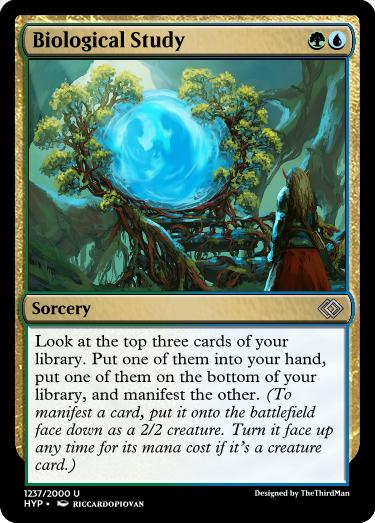 Biological Study
Sorcery
Look at the top three cards of your
library. Put one of them into your hand,
put one of them on the bottom of your
library, and manifest the other. (To
manifest a card, put it onto the battlefield
face down as a 2/2 creature. Turn it face up
any time for its mana cost if it's a creature
card.)
1237/2000 U
Designed by TheThirdMan
HYP • RICCARDOPIOVAN